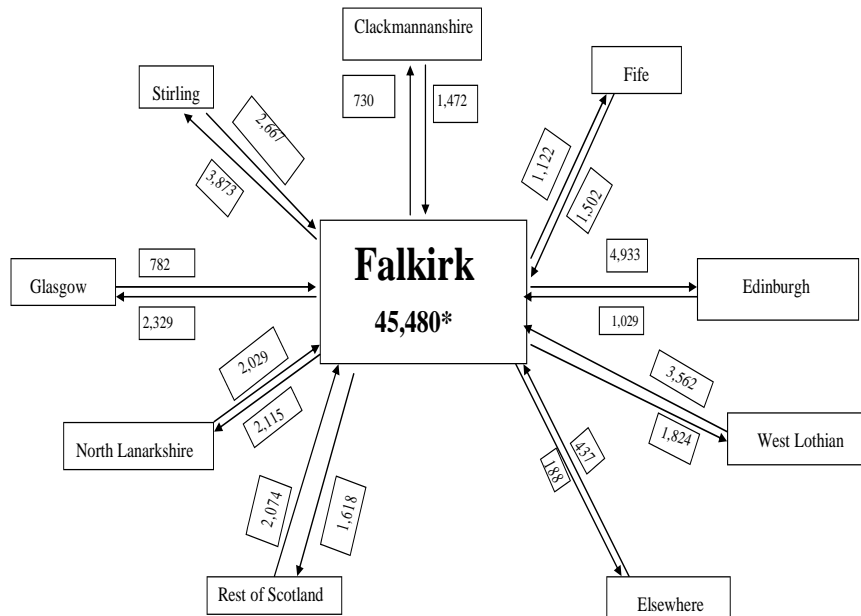 Clackmannanshire
Stirling
Fife
730
1,472
2,667
3,873
1,122
1,502
Falkirk
45,480*
782
2,329
Glasgow
4,933
1,029
Edinburgh
2,029
2,115
North Lanarkshire
3,562
1,824
West Lothian
2,074
1,618
Rest of Scotland
437
188
Elsewhere